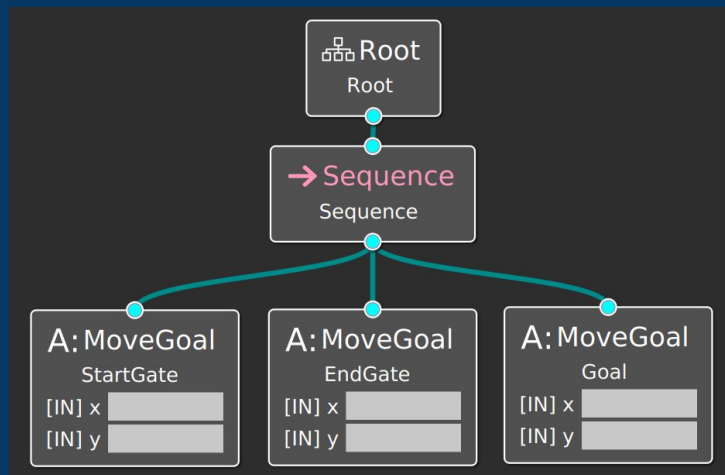 Root
Root
Sequence
Sequence
A: MoveGoal
StartGate
[IN] x
[IN] y
A: MoveGoal
EndGate
[IN] x
[IN] y
A: MoveGoal
Goal
[IN] x
[IN] y